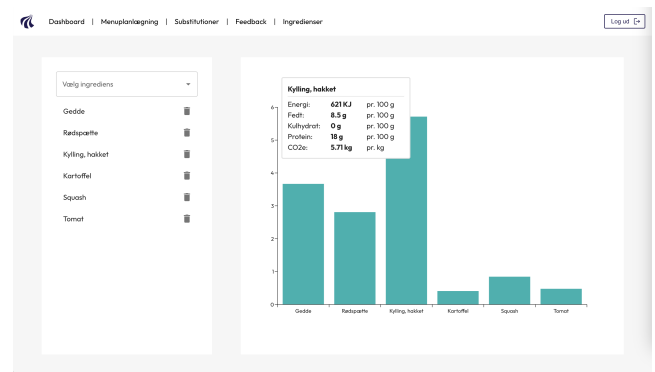 Dashboard | Menuplanlægning | Substitutioner | Feedback | Ingredienser
Log ud
Vælg ingrediens
Gedde
Rødspætte
Kylling, hakket
Kartoffel
Squash
Tomat
Kylling, hakket
Energi: 621 KJ pr. 100 g
Fedt: 8.5 g pr. 100 g
Kulhydrat: 0 g pr. 100 g
Protein: 18 g pr. 100 g
CO2e: 5.71 kg pr. kg
6
5
4
3
2
1
0
Gedde Rødspætte Kylling, hakket Kartoffel Squash Tomat